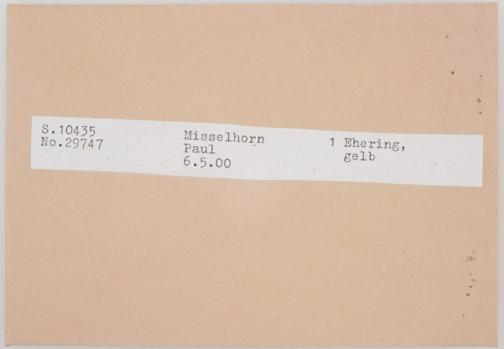 S.10435
No.29747
Misselhorn
Paul
6.5.00
1 Ehering,
gelb